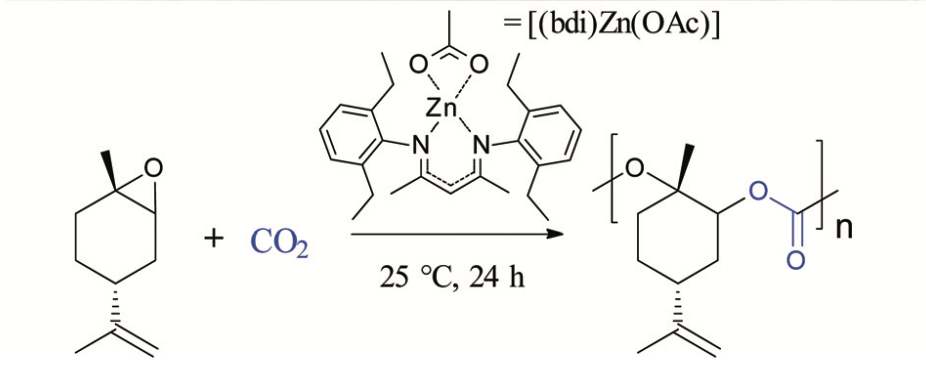 =[(bdi)Zn(OAc)]
O O
Zn
N N
O
O O
+ CO₂
n
25 °C, 24 h
O